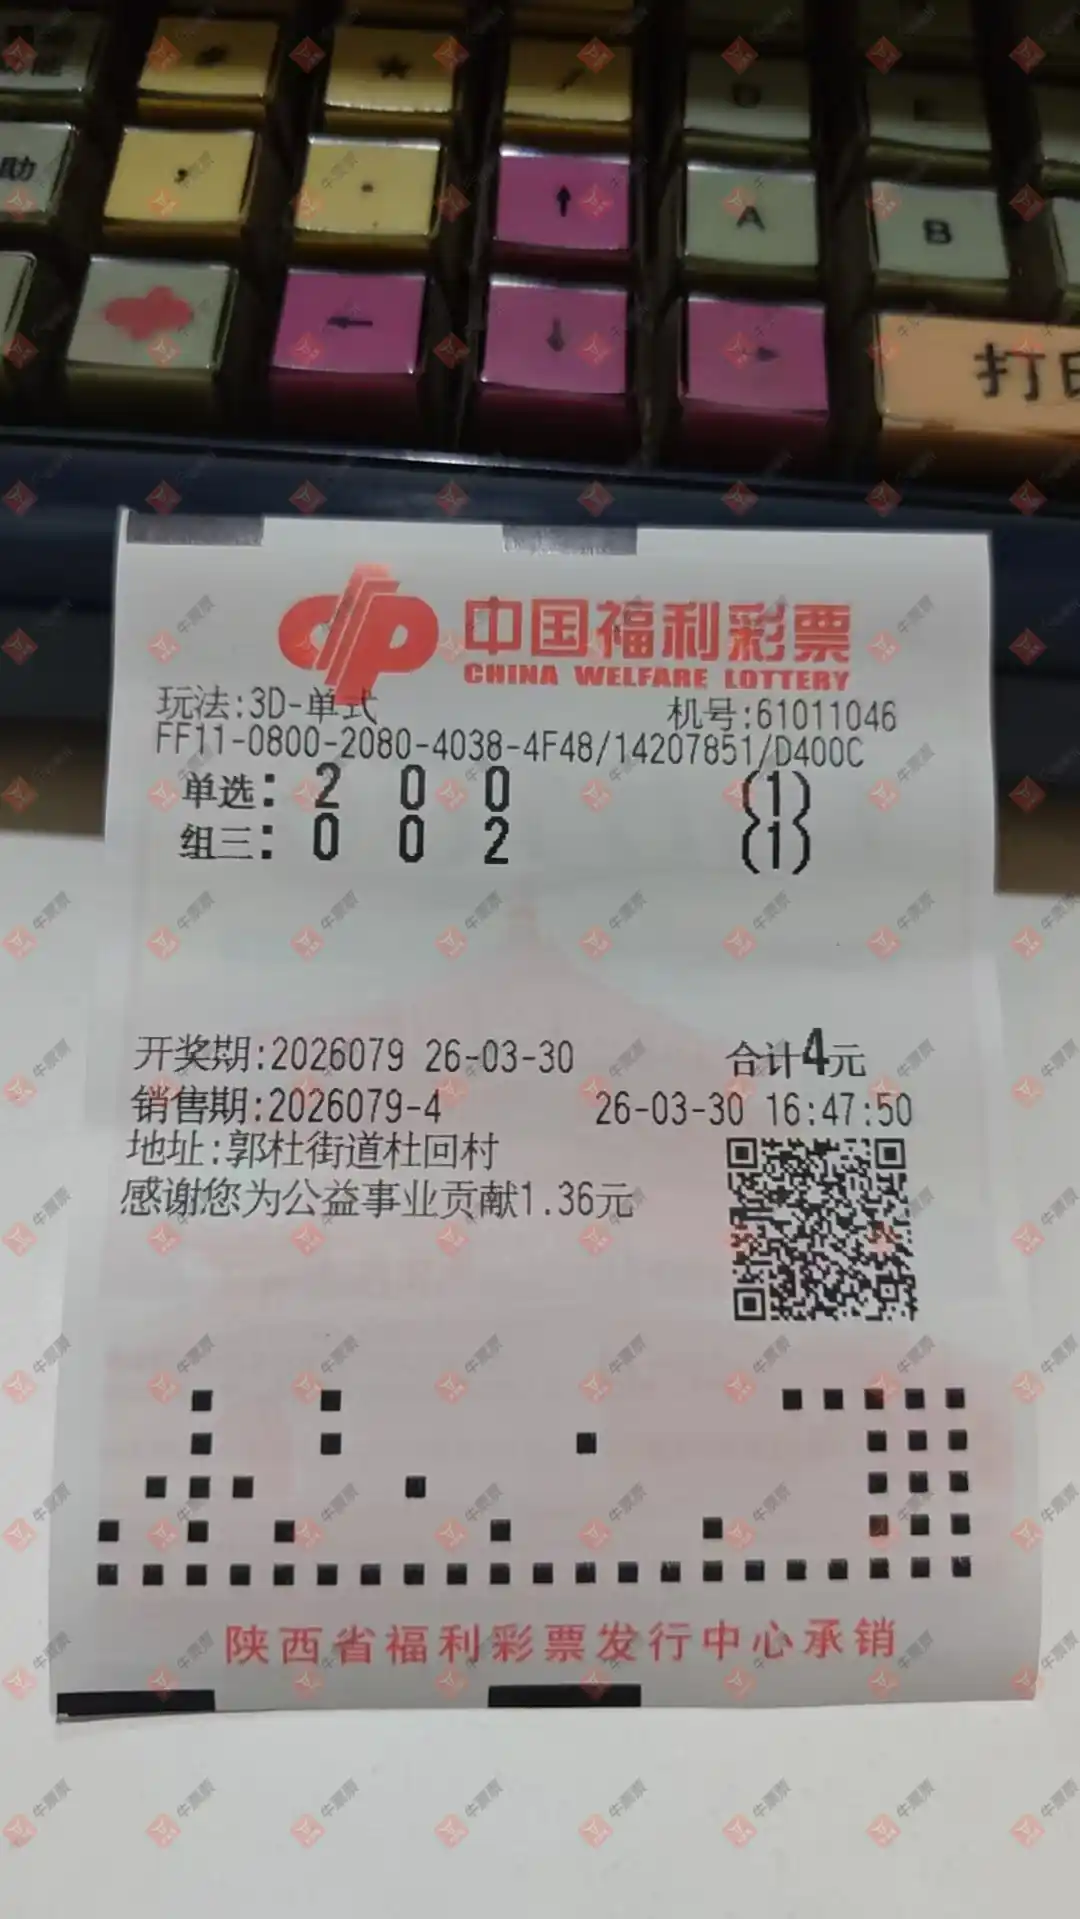 助
A
B
打印
中国福利彩票
CHINA WELFARE LOTTERY
玩法:3D-单式 机号:61011046
FF11-0800-2080-4038-4F48/14207851/D400C
单选: 2 0 0 (1)
组三: 0 0 2 (1)
开奖期:2026079 26-03-30 合计4元
销售期:2026079-4 26-03-30 16:47:50
地址:郭杜街道杜回村
感谢您为公益事业贡献1.36元
陕西省福利彩票发行中心承销
牛票票